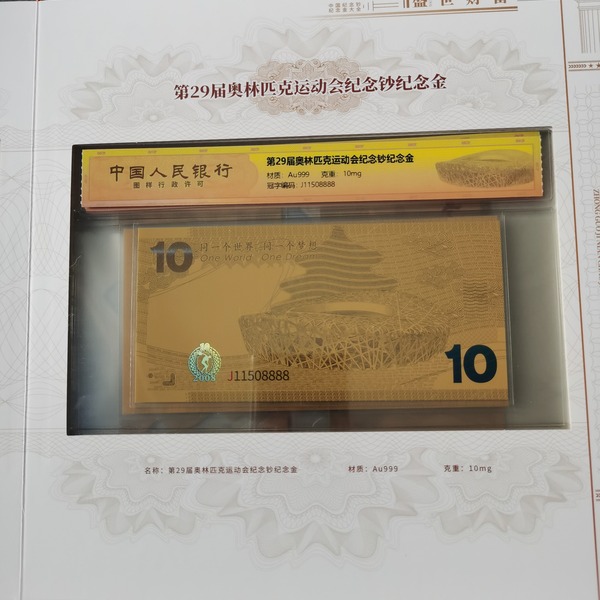 第29届奥林匹克运动会纪念钞纪念金
中国人民银行
图样行政许可
第29届奥林匹克运动会纪念钞纪念金
材质: Au999 克重: 10mg
冠字编码: J11508888
10
同一个世界 同一个梦想
One World One Dre
2008
J11508888
10
名称: 第29届奥林匹克运动会纪念钞纪念金 材质: Au999 克重: 10mg